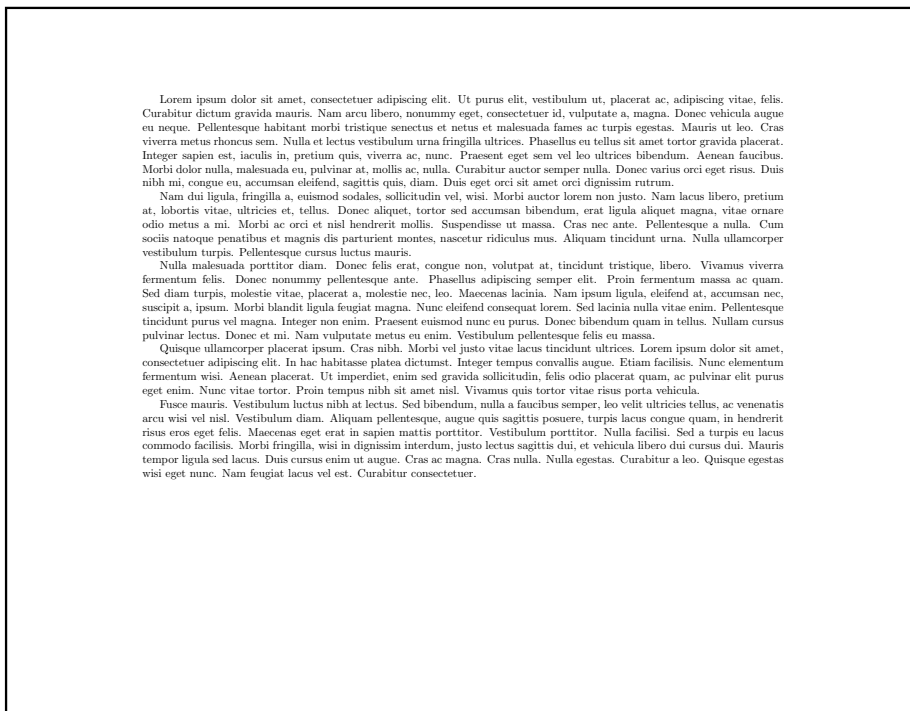 Lorem ipsum dolor sit amet, consectetuer adipiscing elit. Ut purus elit, vestibulum ut, placerat ac, adipiscing vitae, felis.
Curabitur dictum gravida mauris. Nam arcu libero, nonummy eget, consectetuer id, vulputate a, magna. Donec vehicula augue
eu neque. Pellentesque habitant morbi tristique senectus et netus et malesuada fames ac turpis egestas. Mauris ut leo. Cras
viverra metus rhoncus sem. Nulla et lectus vestibulum urna fringilla ultrices. Phasellus eu tellus sit amet tortor gravida placerat.
Integer sapien est, iaculis in, pretium quis, viverra ac, nunc. Praesent eget sem vel leo ultrices bibendum. Aenean faucibus.
Morbi dolor nulla, malesuada eu, pulvinar at, mollis ac, nulla. Curabitur auctor semper nulla. Donec varius orci eget risus. Duis
nibh mi, congue eu, accumsan eleifend, sagittis quis, diam. Duis eget orci sit amet orci dignissim rutrum.
Nam dui ligula, fringilla a, euismod sodales, sollicitudin vel, wisi. Morbi auctor lorem non justo. Nam lacus libero, pretium
at, lobortis vitae, ultricies et, tellus. Donec aliquet, tortor sed accumsan bibendum, erat ligula aliquet magna, vitae ornare
odio metus a mi. Morbi ac orci et nisl hendrerit mollis. Suspendisse ut massa. Cras nec ante. Pellentesque a nulla. Cum
sociis natoque penatibus et magnis dis parturient montes, nascetur ridiculus mus. Aliquam tincidunt urna. Nulla ullamcorper
vestibulum turpis. Pellentesque cursus luctus mauris.
Nulla malesuada porttitor diam. Donec felis erat, congue non, volutpat at, tincidunt tristique, libero. Vivamus viverra
fermentum felis. Donec nonummy pellentesque ante. Phasellus adipiscing semper elit. Proin fermentum massa ac quam.
Sed diam turpis, molestie vitae, placerat a, molestie nec, leo. Maecenas lacinia. Nam ipsum ligula, eleifend at, accumsan nec,
suscipit a, ipsum. Morbi blandit ligula feugiat magna. Nunc eleifend consequat lorem. Sed lacinia nulla vitae enim. Pellentesque
tincidunt purus vel magna. Integer non enim. Praesent euismod nunc eu purus. Donec bibendum quam in tellus. Nullam cursus
pulvinar lectus. Donec et mi. Nam vulputate metus eu enim. Vestibulum pellentesque felis eu massa.
Quisque ullamcorper placerat ipsum. Cras nibh. Morbi vel justo vitae lacus tincidunt ultrices. Lorem ipsum dolor sit amet,
consectetuer adipiscing elit. In hac habitasse platea dictumst. Integer tempus convallis augue. Etiam facilisis. Nunc elementum
fermentum wisi. Aenean placerat. Ut imperdiet, enim sed gravida sollicitudin, felis odio placerat quam, ac pulvinar elit purus
eget enim. Nunc vitae tortor. Proin tempus nibh sit amet nisl. Vivamus quis tortor vitae risus porta vehicula.
Fusce mauris. Vestibulum luctus nibh at lectus. Sed bibendum, nulla a faucibus semper, leo velit ultricies tellus, ac venenatis
arcu wisi vel nisl. Vestibulum diam. Aliquam pellentesque, augue quis sagittis posuere, turpis lacus congue quam, in hendrerit
risus eros eget felis. Maecenas eget erat in sapien mattis porttitor. Vestibulum porttitor. Nulla facilisi. Sed a turpis eu lacus
commodo facilisis. Morbi fringilla, wisi in dignissim interdum, justo lectus sagittis dui, et vehicula libero dui cursus dui. Mauris
tempor ligula sed lacus. Duis cursus enim ut augue. Cras ac magna. Cras nulla. Nulla egestas. Curabitur a leo. Quisque egestas
wisi eget nunc. Nam feugiat lacus vel est. Curabitur consectetuer.